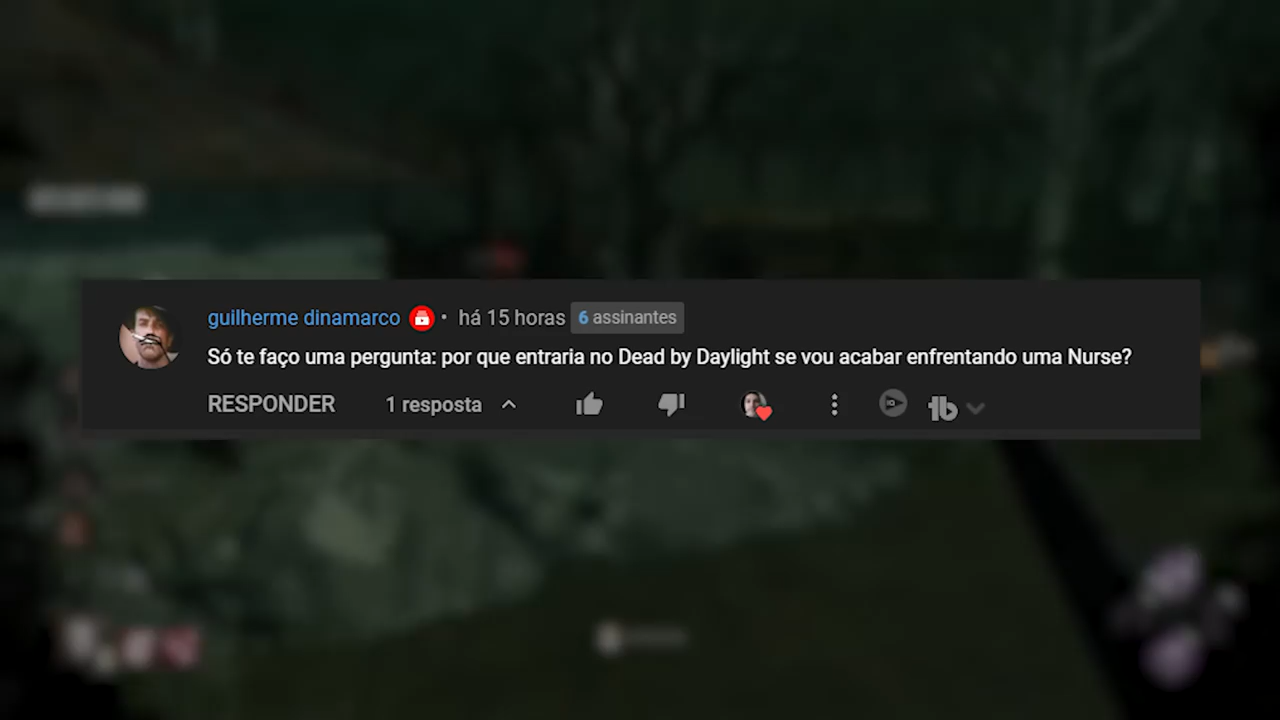 guilherme dinamarco • há 15 horas 6 assinantes
Só te faço uma pergunta: por que entraria no Dead by Daylight se vou acabar enfrentando uma Nurse?
RESPONDER 1 resposta